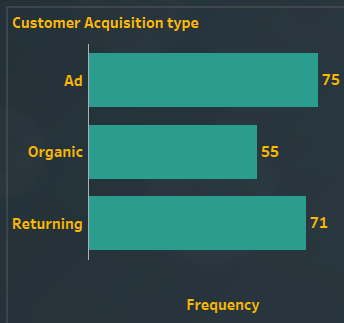 Customer Acquisition type
Ad 75
Organic 55
Returning 71
Frequency